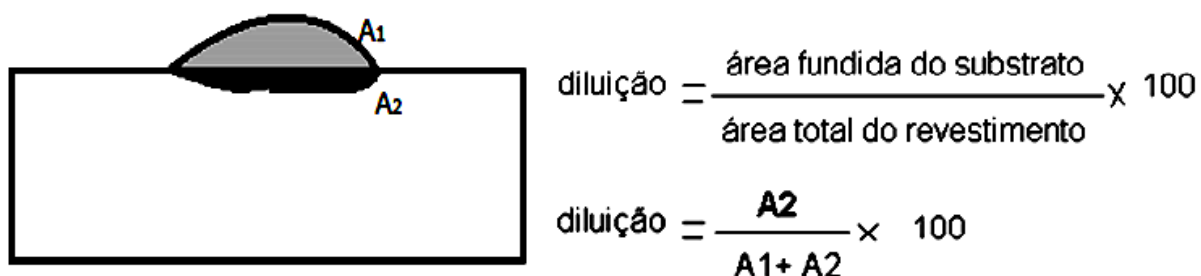 A1
A2
diluição = área fundida do substrato / área total do revestimento × 100
diluição = A2 / A1+ A2 × 100